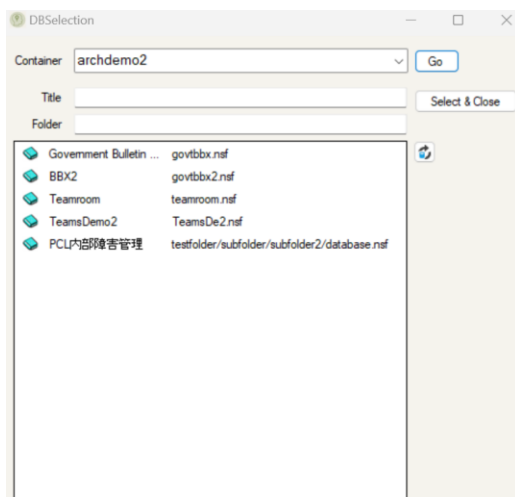 DBSelection
Container archdemo2 Go
Title Select & Close
Folder
Government Bulletin ... govtbbx.nsf
BBX2 govtbbx2.nsf
Teamroom teamroom.nsf
TeamsDemo2 TeamsDe2.nsf
PCL内部障害管理 testfolder/subfolder/subfolder2/database.nsf